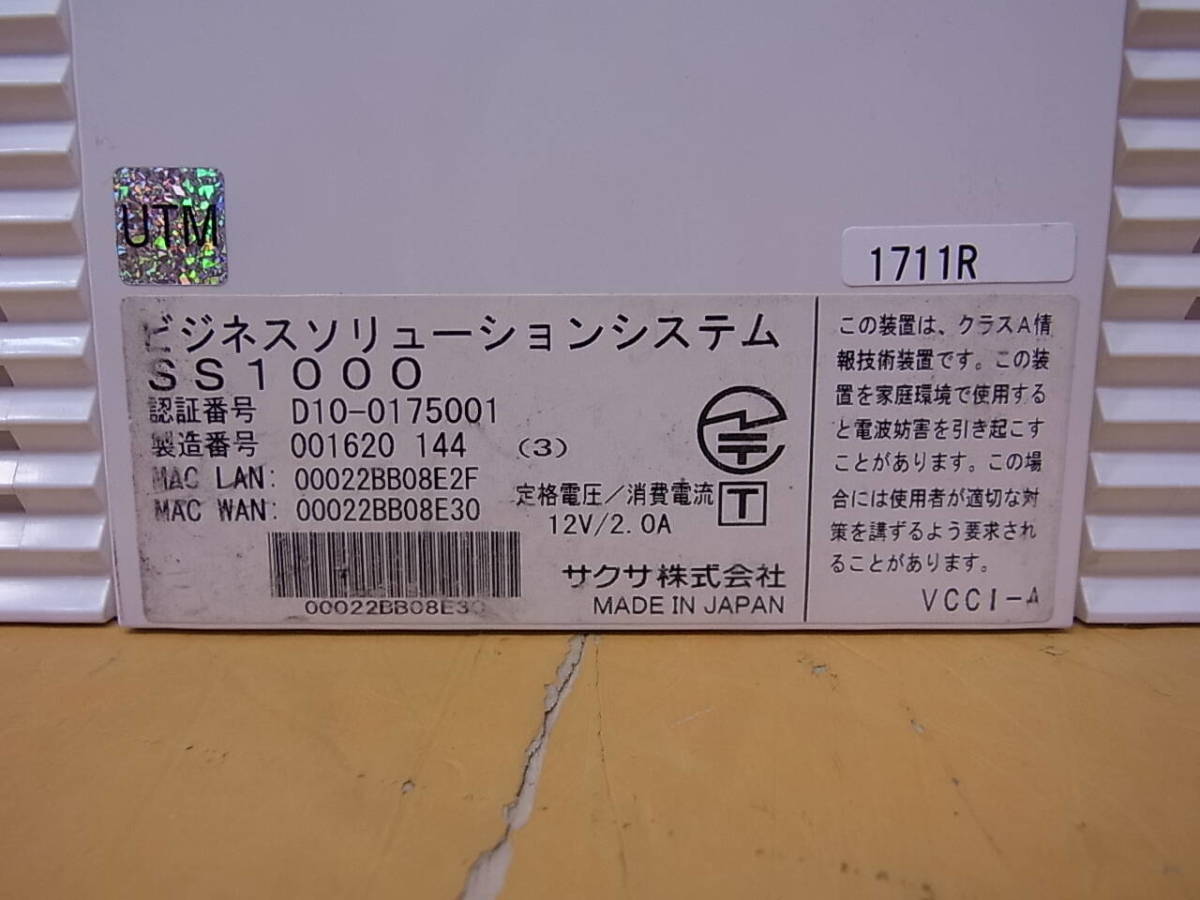 UTM
1711R
ビジネスソリューションシステム
SS1000
認証番号 D10-0175001
製造番号 001620 144 (3)
MAC LAN: 00022BB08E2F
MAC WAN: 00022BB08E30
定格電圧/消費電流
12V/2.0A
T
00022BB08E30
サクサ株式会社
MADE IN JAPAN
この装置は、クラスA情
報技術装置です。この装
置を家庭環境で使用する
と電波妨害を引き起こす
ことがあります。この場
合には使用者が適切な対
策を講ずるよう要求され
ることがあります。
VCCI-A